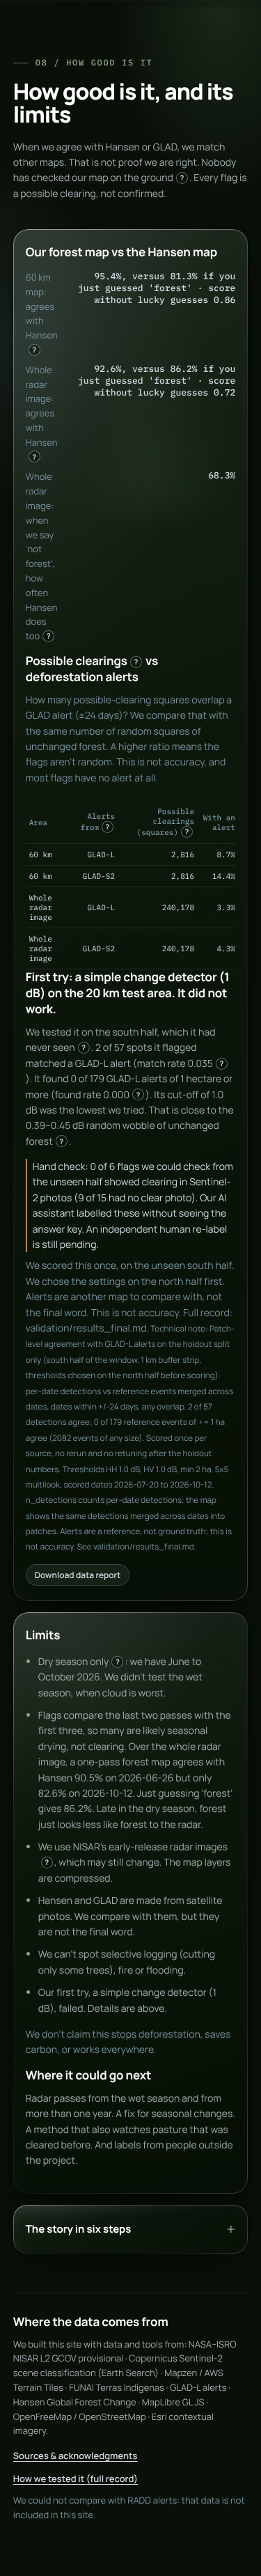 08 / HOW GOOD IS IT
How good is it, and its
limits
When we agree with Hansen or GLAD, we match
other maps. That is not proof we are right. Nobody
has checked our map on the ground ? . Every flag is
a possible clearing, not confirmed.
Our forest map vs the Hansen map
60 km
map:
agrees
with
Hansen
?
95.4%, versus 81.3% if you
just guessed 'forest' · score
without lucky guesses 0.86
Whole
radar
image:
agrees
with
Hansen
?
92.6%, versus 86.2% if you
just guessed 'forest' · score
without lucky guesses 0.72
Whole
radar
image:
when
we say
'not
forest',
how
often
Hansen
does
too ?
68.3%
Possible clearings ? vs
deforestation alerts
How many possible-clearing squares overlap a
GLAD alert (±24 days)? We compare that with
the same number of random squares of
unchanged forest. A higher ratio means the
flags aren't random. This is not accuracy, and
most flags have no alert at all.
Area Alerts from ? Possible clearings (squares) ? With an alert
60 km GLAD-L 2,816 8.7%
60 km GLAD-S2 2,816 14.4%
Whole radar image GLAD-L 240,178 3.3%
Whole radar image GLAD-S2 240,178 4.3%
First try: a simple change detector (1
dB) on the 20 km test area. It did not
work.
We tested it on the south half, which it had
never seen ? . 2 of 57 spots it flagged
matched a GLAD-L alert (match rate 0.035 ?
). It found 0 of 179 GLAD-L alerts of 1 hectare or
more (found rate 0.000 ? ). Its cut-off of 1.0
dB was the lowest we tried. That is close to the
0.39–0.45 dB random wobble of unchanged
forest ? .
Hand check: 0 of 6 flags we could check from
the unseen half showed clearing in Sentinel-
2 photos (9 of 15 had no clear photo). Our AI
assistant labelled these without seeing the
answer key. An independent human re-label
is still pending.
We scored this once, on the unseen south half.
We chose the settings on the north half first.
Alerts are another map to compare with, not
the final word. This is not accuracy. Full record:
validation/results_final.md. Technical note: Patch-
level agreement with GLAD-L alerts on the holdout split
only (south half of the window, 1 km buffer strip,
thresholds chosen on the north half before scoring):
per-date detections vs reference events merged across
dates, dates within +/-24 days, any overlap. 2 of 57
detections agree; 0 of 179 reference events of >= 1 ha
agree (2082 events of any size). Scored once per
source, no rerun and no retuning after the holdout
numbers. Thresholds HH 1.0 dB, HV 1.0 dB, min 2 ha, 5x5
multilook, scored dates 2026-07-20 to 2026-10-12.
n_detections counts per-date detections; the map
shows the same detections merged across dates into
patches. Alerts are a reference, not ground truth; this is
not accuracy. See validation/results_final.md.
Download data report
Limits
• Dry season only ? : we have June to
October 2026. We didn't test the wet
season, when cloud is worst.
• Flags compare the last two passes with the
first three, so many are likely seasonal
drying, not clearing. Over the whole radar
image, a one-pass forest map agrees with
Hansen 90.5% on 2026-06-26 but only
82.6% on 2026-10-12. Just guessing 'forest'
gives 86.2%. Late in the dry season, forest
just looks less like forest to the radar.
• We use NISAR's early-release radar images
? , which may still change. The map layers
are compressed.
• Hansen and GLAD are made from satellite
photos. We compare with them, but they
are not the final word.
• We can't spot selective logging (cutting
only some trees), fire or flooding.
• Our first try, a simple change detector (1
dB), failed. Details are above.
We don't claim this stops deforestation, saves
carbon, or works everywhere.
Where it could go next
Radar passes from the wet season and from
more than one year. A fix for seasonal changes.
A method that also watches pasture that was
cleared before. And labels from people outside
the project.
The story in six steps +
Where the data comes from
We built this site with data and tools from: NASA-ISRO
NISAR L2 GCOV provisional · Copernicus Sentinel-2
scene classification (Earth Search) · Mapzen / AWS
Terrain Tiles · FUNAI Terras Indígenas · GLAD-L alerts ·
Hansen Global Forest Change · MapLibre GL JS ·
OpenFreeMap / OpenStreetMap · Esri contextual
imagery.
Sources & acknowledgments
How we tested it (full record)
We could not compare with RADD alerts: that data is not
included in this site.